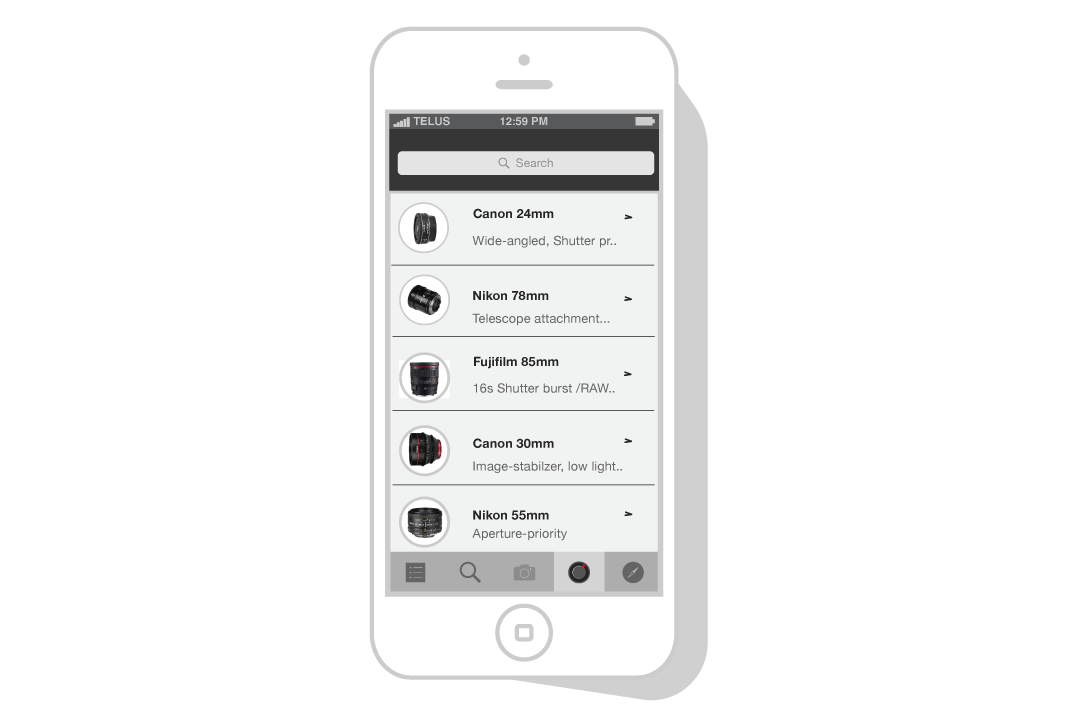 TELUS 12:59 PM
Search
Canon 24mm
Wide-angled, Shutter pr..
Nikon 78mm
Telescope attachment...
Fujifilm 85mm
16s Shutter burst /RAW..
Canon 30mm
Image-stabilzer, low light..
Nikon 55mm
Aperture-priority